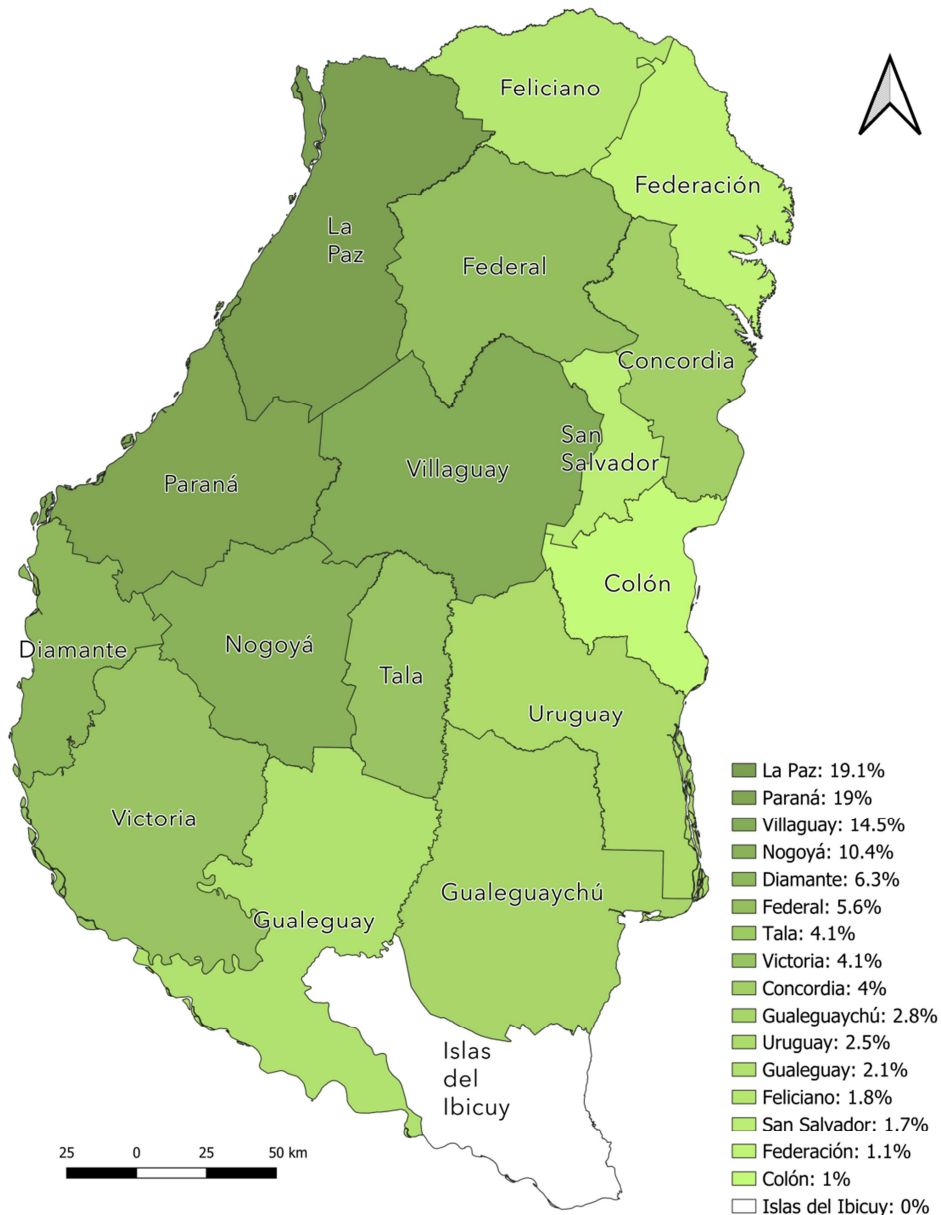 Feliciano
Federación
La
Paz
Federal
Concordia
San
Salvador
Villaguay
Paraná
Colón
Diamante
Nogoyá
Tala
Uruguay
Victoria
Gualeguaychú
Gualeguay
Islas
del
Ibicuy
La Paz: 19.1%
Paraná: 19%
Villaguay: 14.5%
Nogoyá: 10.4%
Diamante: 6.3%
Federal: 5.6%
Tala: 4.1%
Victoria: 4.1%
Concordia: 4%
Gualeguaychú: 2.8%
Uruguay: 2.5%
Gualeguay: 2.1%
Feliciano: 1.8%
San Salvador: 1.7%
Federación: 1.1%
Colón: 1%
Islas del Ibicuy: 0%
25 0 25 50 km